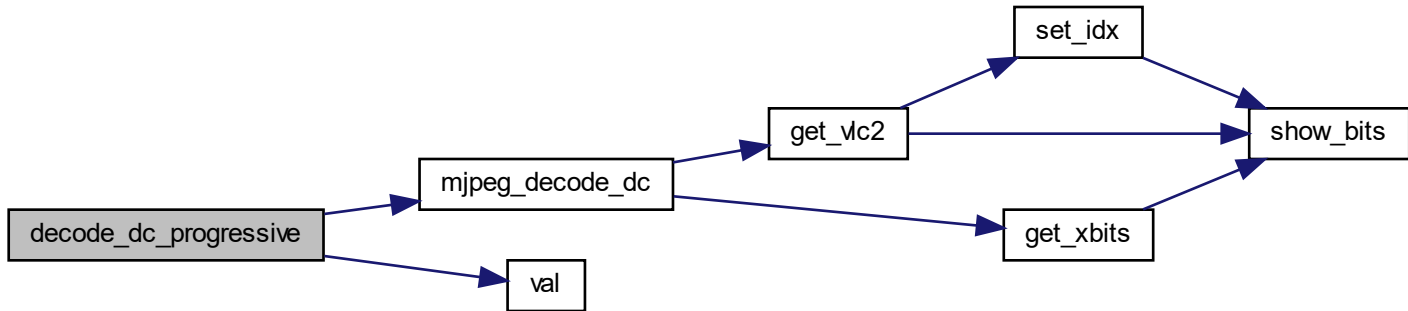 set_idx
get_vlc2
show_bits
mjpeg_decode_dc
decode_dc_progressive
get_xbits
val